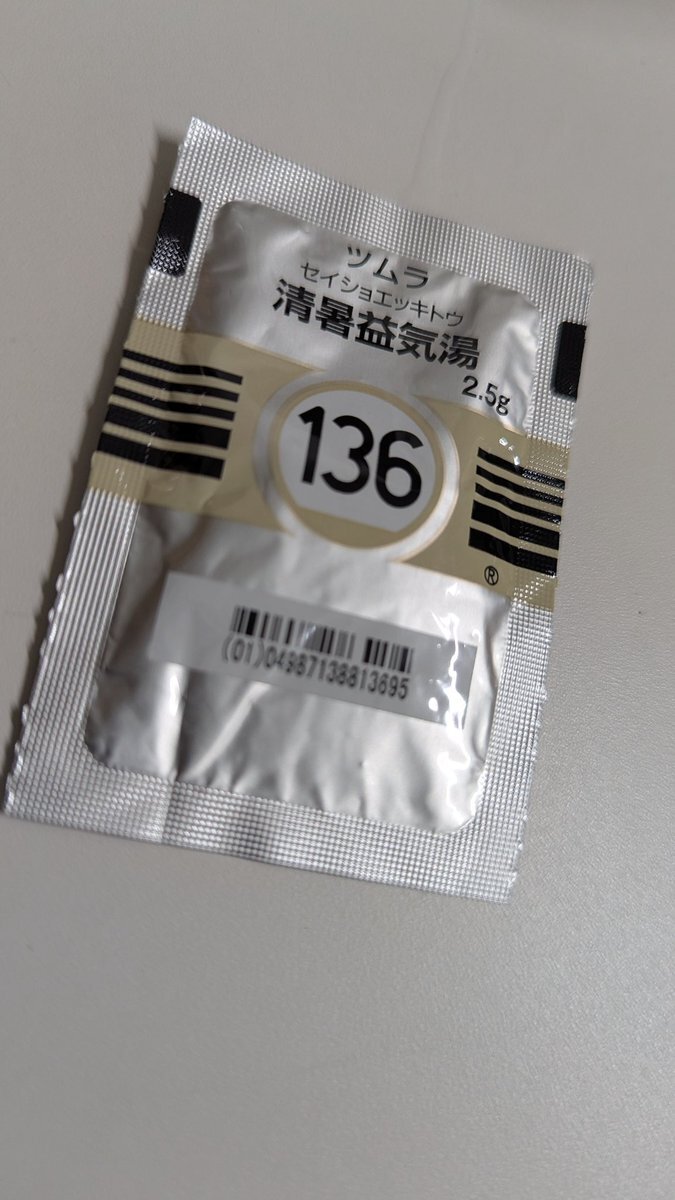 ツムラ
セイショエッキトウ
清暑益気湯
2.5g
136
®
(01)04987138813695